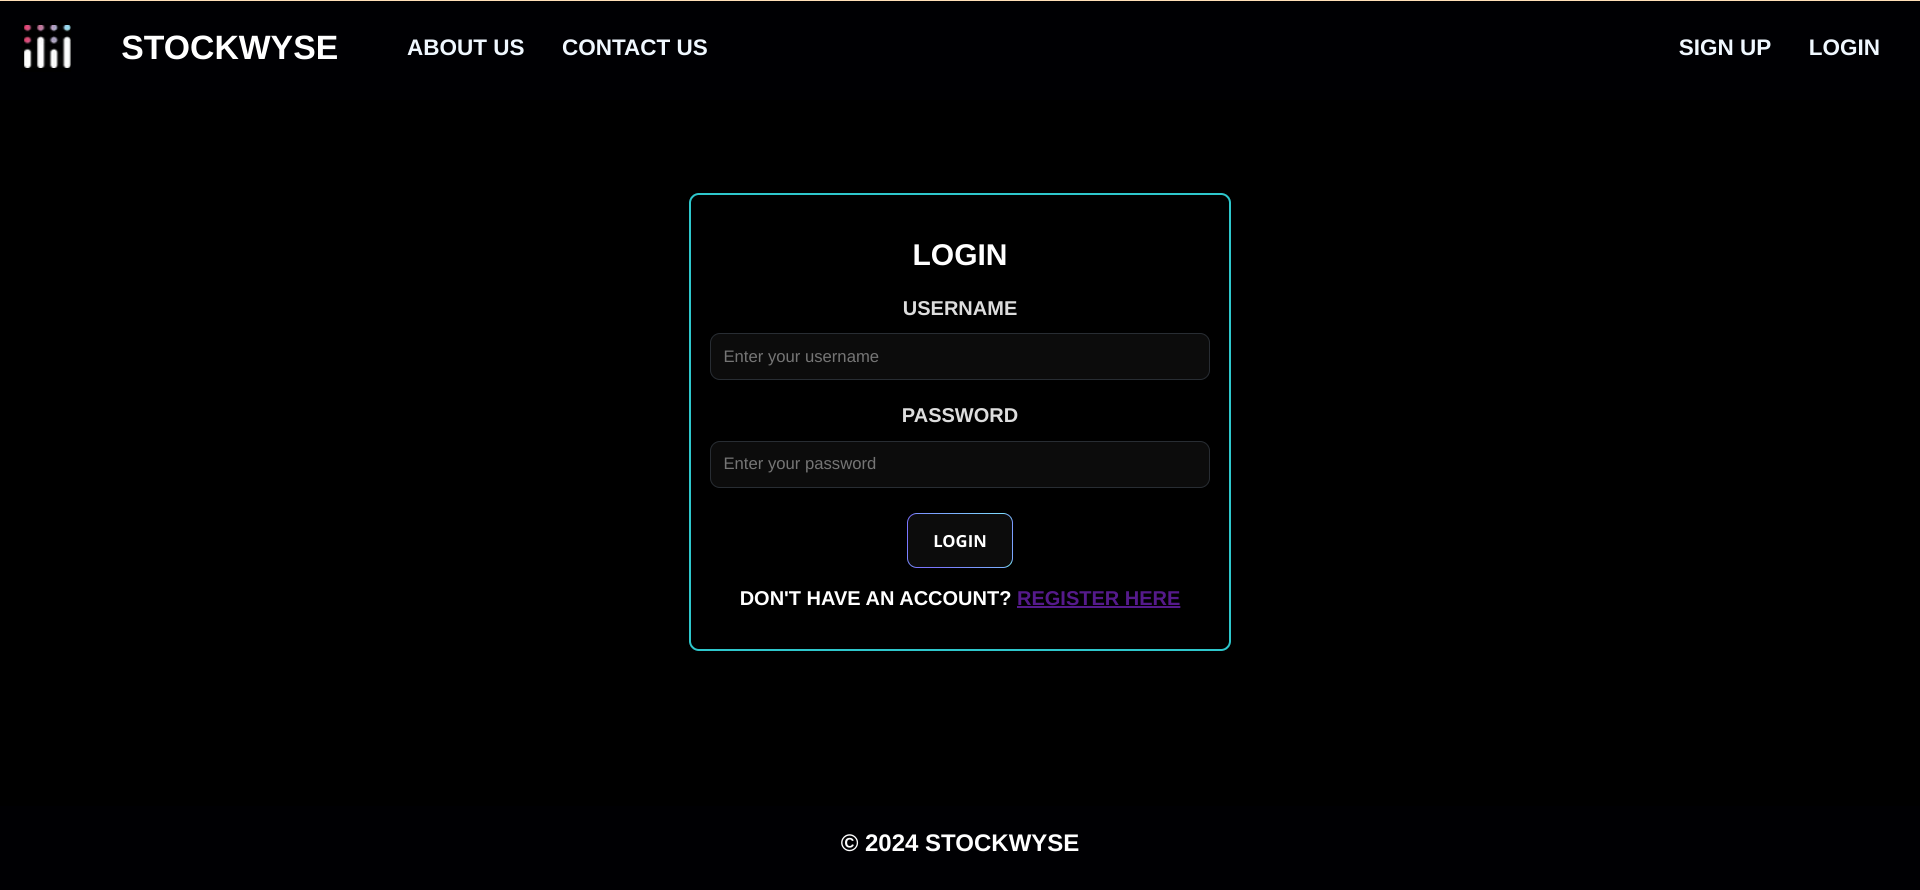 STOCKWYSE ABOUT US CONTACT US SIGN UP LOGIN
LOGIN
USERNAME
Enter your username
PASSWORD
Enter your password
LOGIN
DON'T HAVE AN ACCOUNT? REGISTER HERE
© 2024 STOCKWYSE